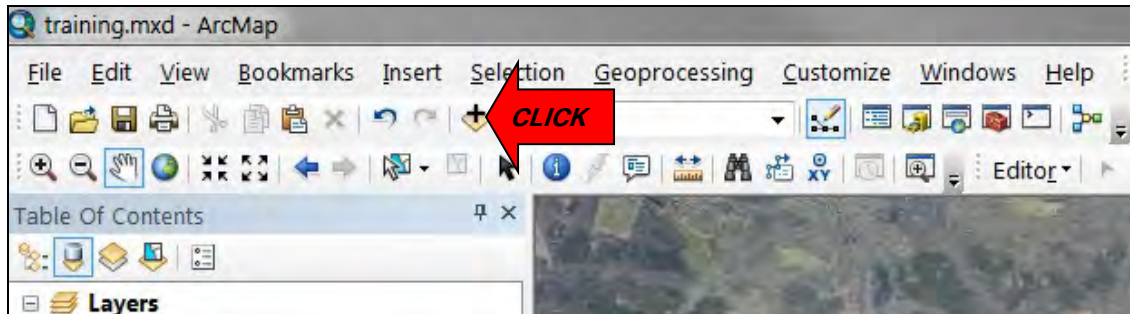 training.mxd - ArcMap
File Edit View Bookmarks Insert Selection Geoprocessing Customize Windows Help
CLICK
XY Editor
Table Of Contents
Layers